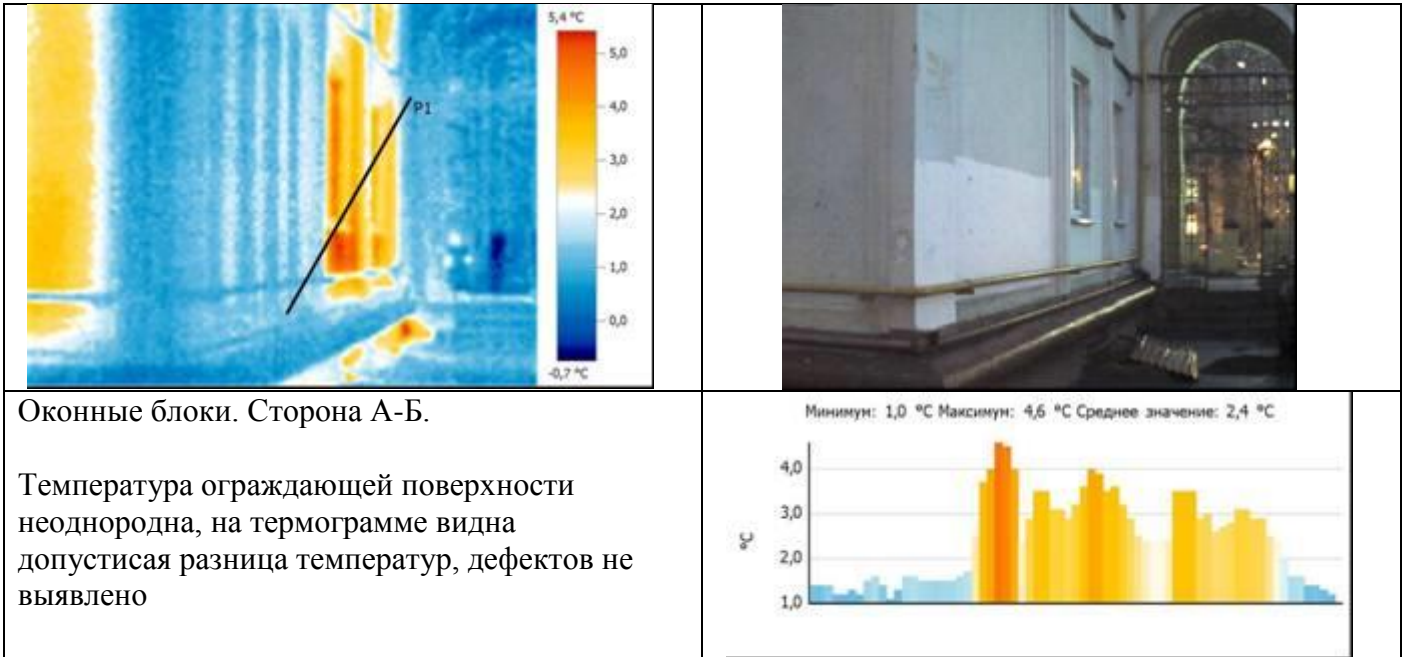 5,4 °C
5,0
4,0
3,0
2,0
1,0
0,0
-0,7 °C
P1
Оконные блоки. Сторона А-Б.
Температура ограждающей поверхности
неоднородна, на термограмме видна
допустисая разница температур, дефектов не
выявлено
Минимум: 1,0 °C Максимум: 4,6 °C Среднее значение: 2,4 °C
4,0
3,0
2,0
1,0
°C